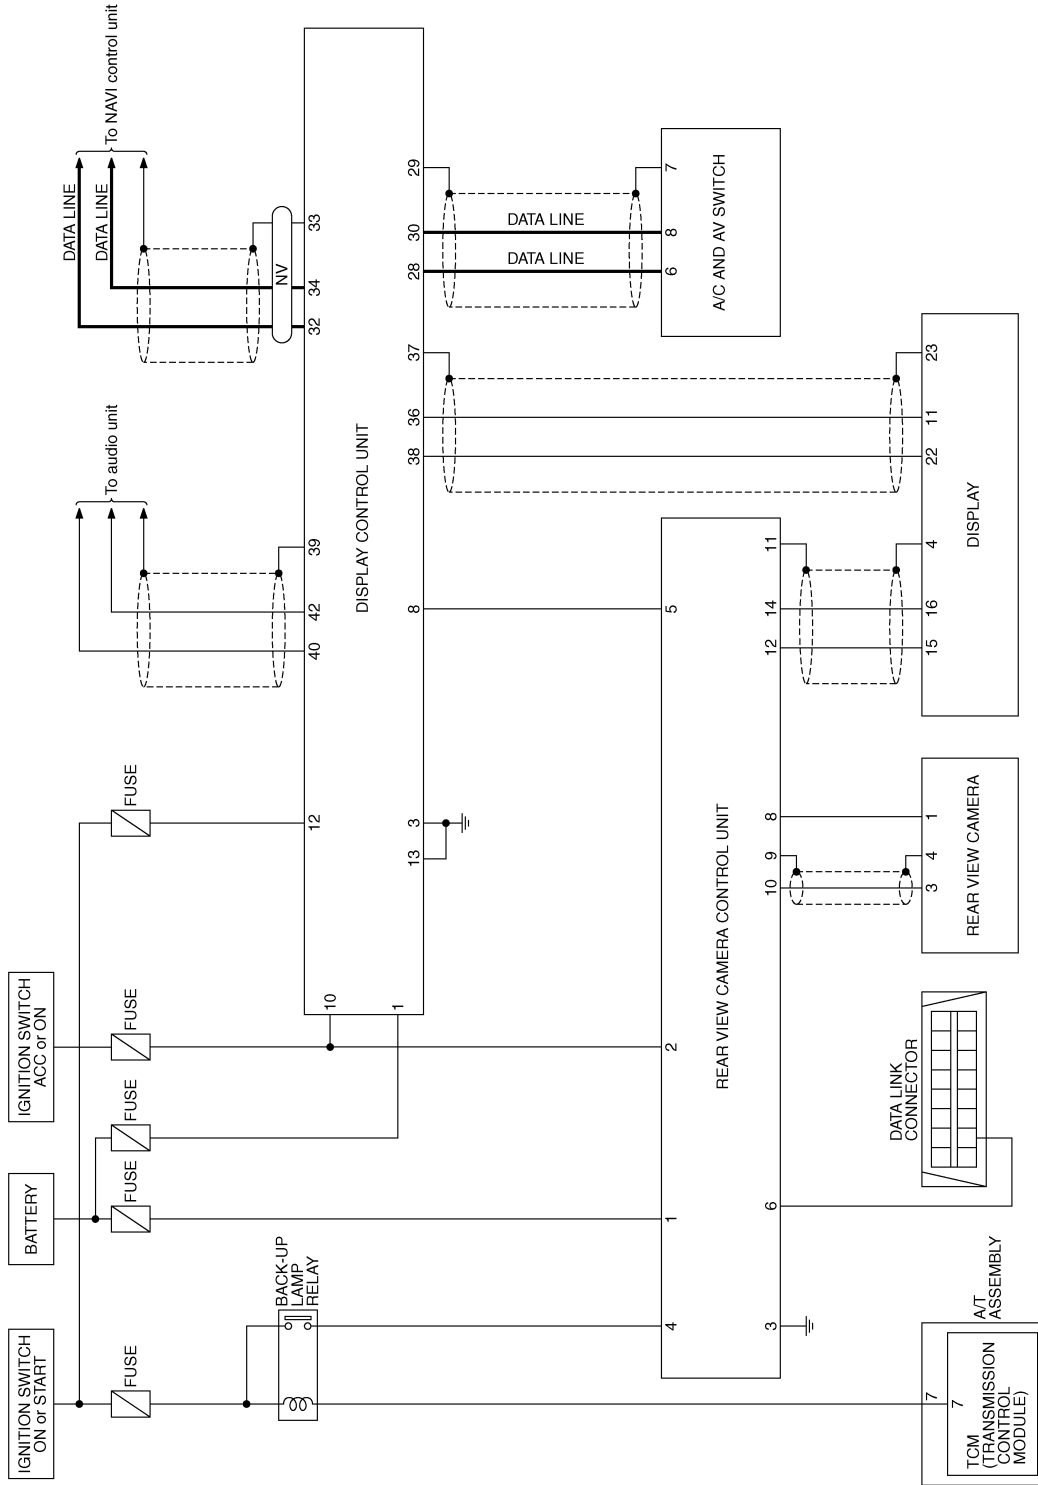 IGNITION SWITCH
ON or START
BATTERY
IGNITION SWITCH
ACC or ON
FUSE
FUSE
FUSE
FUSE
FUSE
BACK-UP
LAMP
RELAY
To audio unit
To NAVI control unit
DATA LINE
DATA LINE
NV
10
1
12
40
42
39
32
34
33
DISPLAY CONTROL UNIT
13
3
8
38
36
37
28
30
29
DATA LINE
DATA LINE
6
8
7
A/C AND AV SWITCH
4
1
2
5
REAR VIEW CAMERA CONTROL UNIT
3
6
10
9
8
12
14
11
7
7
TCM
(TRANSMISSION
CONTROL
MODULE)
A/T
ASSEMBLY
DATA LINK
CONNECTOR
3
4
1
REAR VIEW CAMERA
15
16
4
22
11
23
DISPLAY